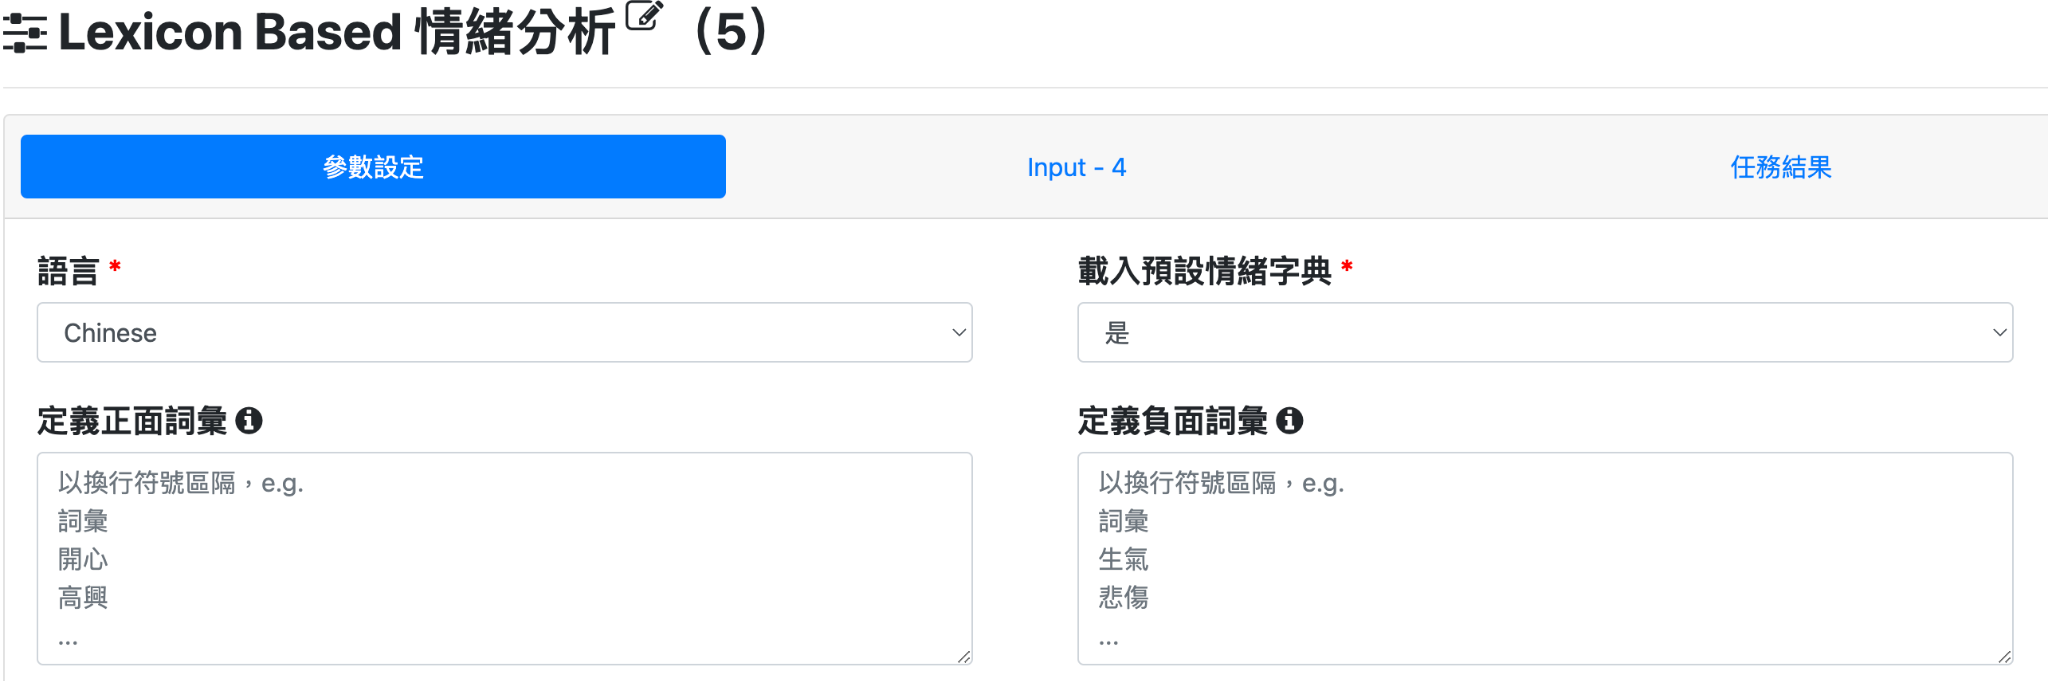 Lexicon Based 情緒分析（5）
參數設定
Input - 4
任務結果
語言 *
Chinese
載入預設情緒字典 *
是
定義正面詞彙
以換行符號區隔，e.g.
詞彙
開心
高興
...
定義負面詞彙
以換行符號區隔，e.g.
詞彙
生氣
悲傷
...